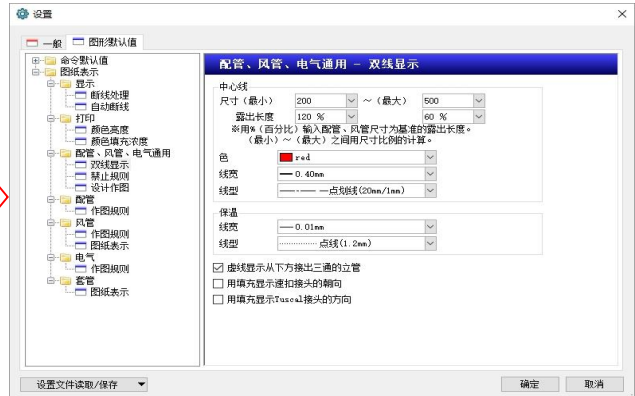 设置
一般
图形默认值
命令默认值
图纸表示
显示
断线处理
自动断线
打印
颜色亮度
颜色填充浓度
配管、风管、电气通用
双线显示
禁止规则
设计作图
配管
作图规则
风管
作图规则
图纸表示
电气
作图规则
套管
图纸表示
配管、风管、电气通用 - 双线显示
中心线
尺寸（最小） 200 ～（最大） 500
露出长度 120 % 60 %
※用%(百分比)输入配管、风管尺寸为基准的露出长度。
（最小）～（最大）之间用尺寸比例的计算。
色 red
线宽 0.40mm
线型 点划线(20mm/1mm)
保温
线宽 0.01mm
线型 点线(1.2mm)
虚线显示从下方接出三通的立管
用填充显示速扣接头的朝向
用填充显示Tuscal接头的方向
设置文件读取/保存
确定
取消